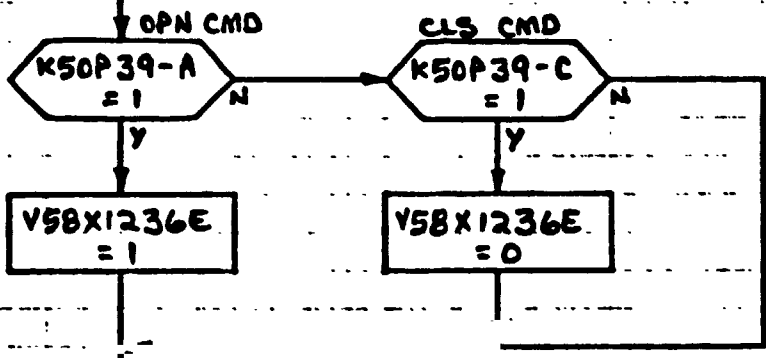 OPN CMD
K50P39-A
= 1
N
Y
V58X1236E
= 1
CLS CMD
K50P39-C
= 1
N
Y
V58X1236E
= 0